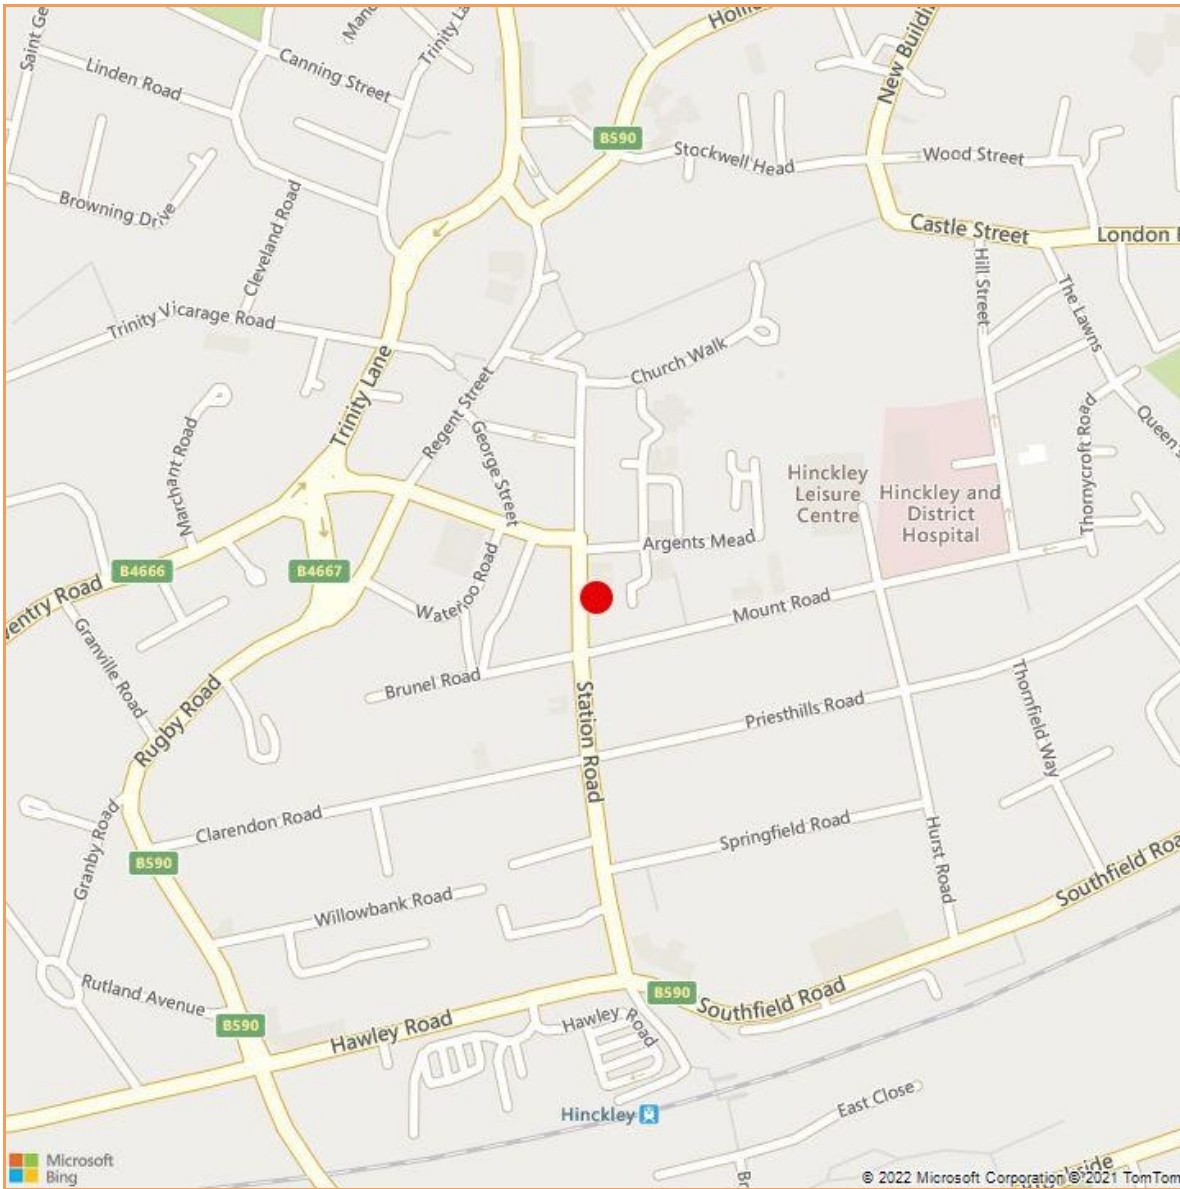 Saint Ge
Linden Road
Canning Street
Trinity La
Holli
New Buildi
B590
Stockwell Head
Wood Street
Browning Drive
Cleveland Road
Castle Street
London R
Hill Street
The Lawns
Trinity Vicarage Road
Trinity Lane
Church Walk
Regent Street
George Street
Marchant Road
Thornycroft Road
Queen's
Hinckley
Leisure
Centre
Hinckley and
District
Hospital
Argents Mead
B4666
B4667
Waterloo Road
ventry Road
Mount Road
Granville Road
Brunel Road
Rugby Road
Station Road
Priesthills Road
Thornfield Way
Clarendon Road
Springfield Road
Granby Road
Hurst Road
B590
Willowbank Road
Southfield Roa
Rutland Avenue
B590
B590
Southfield Road
Hawley Road
Hawley Road
Hinckley
East Close
Microsoft
Bing
© 2022 Microsoft Corporation © 2021 TomTom